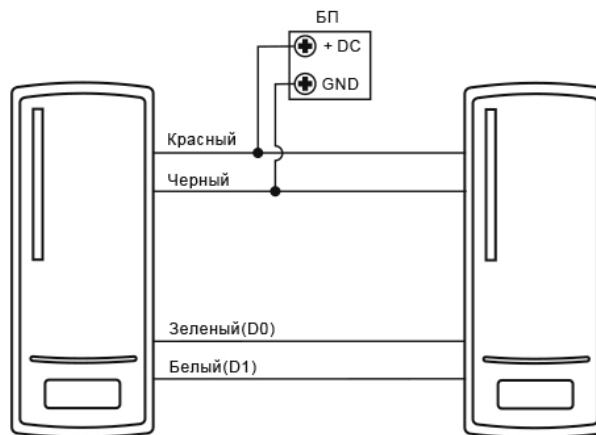 БП
+ DC
GND
Красный
Черный
Зеленый(D0)
Белый(D1)